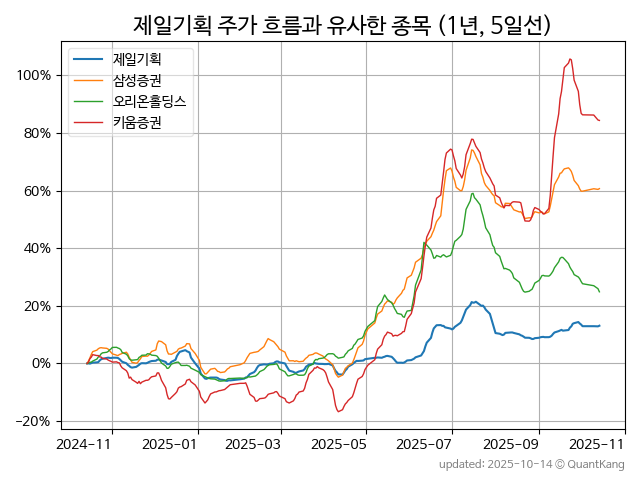 제일기획 주가 흐름과 유사한 종목 (1년, 5일선)
제일기획
삼성증권
오리온홀딩스
키움증권
100%
80%
60%
40%
20%
0%
−20%
2024-11
2025-01
2025-03
2025-05
2025-07
2025-09
2025-11
updated: 2025-10-14 © QuantKang